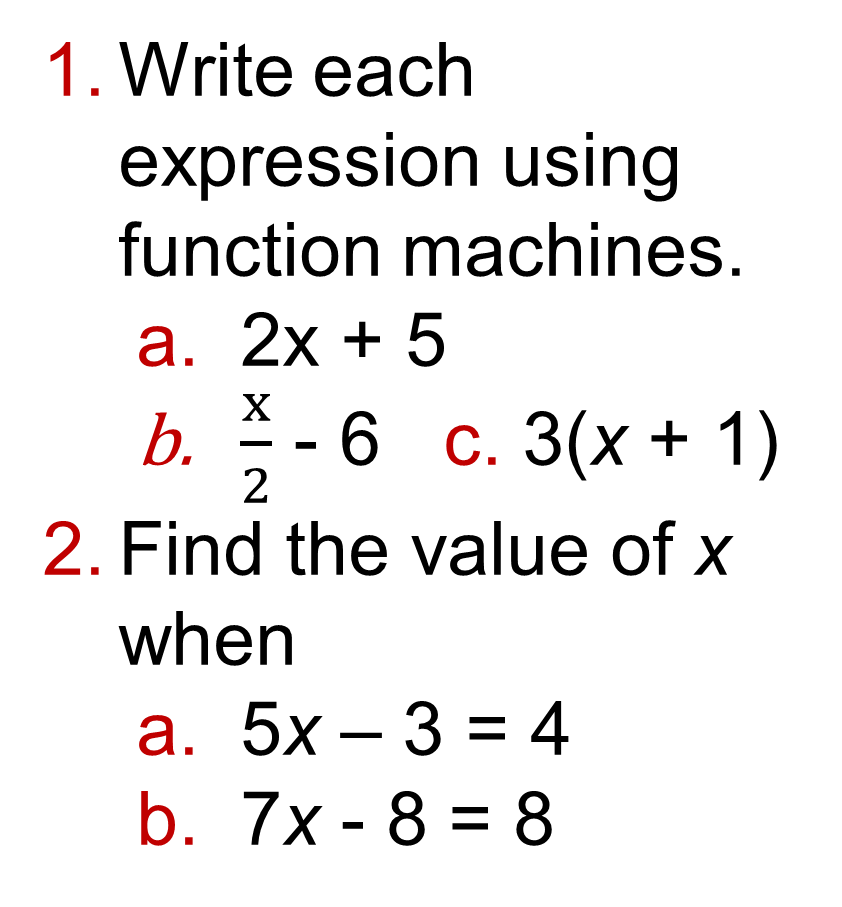 1. Write each
expression using
function machines.
a. 2x + 5
b. x/2 - 6 c. 3(x + 1)
2. Find the value of x
when
a. 5x – 3 = 4
b. 7x - 8 = 8